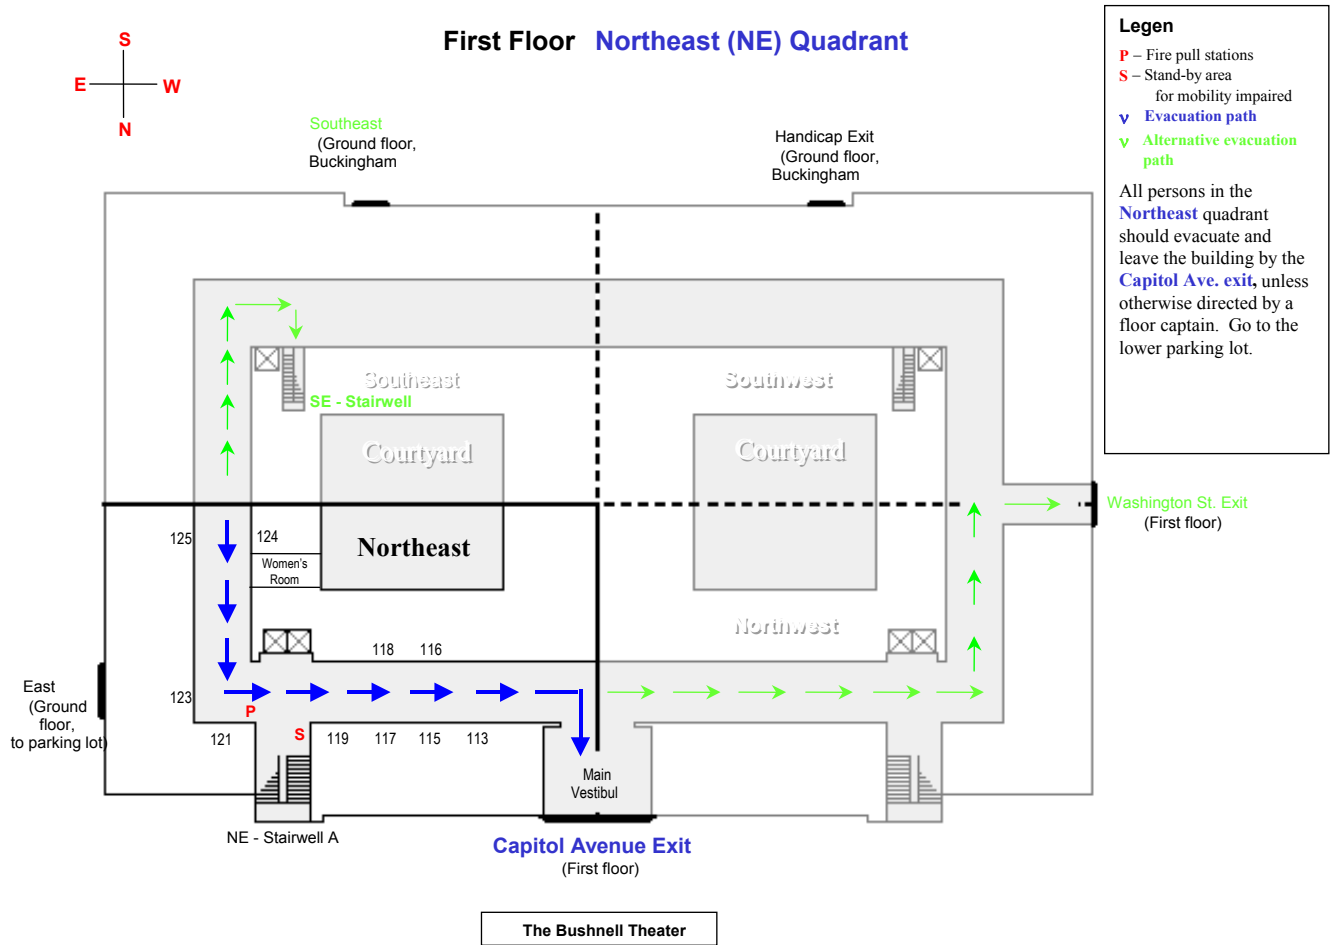 First Floor Northeast (NE) Quadrant
S
E W
N
Legen
P – Fire pull stations
S – Stand-by area
for mobility impaired
ν Evacuation path
ν Alternative evacuation
path
All persons in the
Northeast quadrant
should evacuate and
leave the building by the
Capitol Ave. exit, unless
otherwise directed by a
floor captain. Go to the
lower parking lot.
Southeast
(Ground floor,
Buckingham
Handicap Exit
(Ground floor,
Buckingham
Southeast
SE - Stairwell
Courtyard
Southwest
Courtyard
Washington St. Exit
(First floor)
125
124
Women's
Room
Northeast
Northwest
118 116
East
(Ground
floor,
to parking lot)
123
P
121
S
119 117 115 113
Main
Vestibul
NE - Stairwell A
Capitol Avenue Exit
(First floor)
The Bushnell Theater